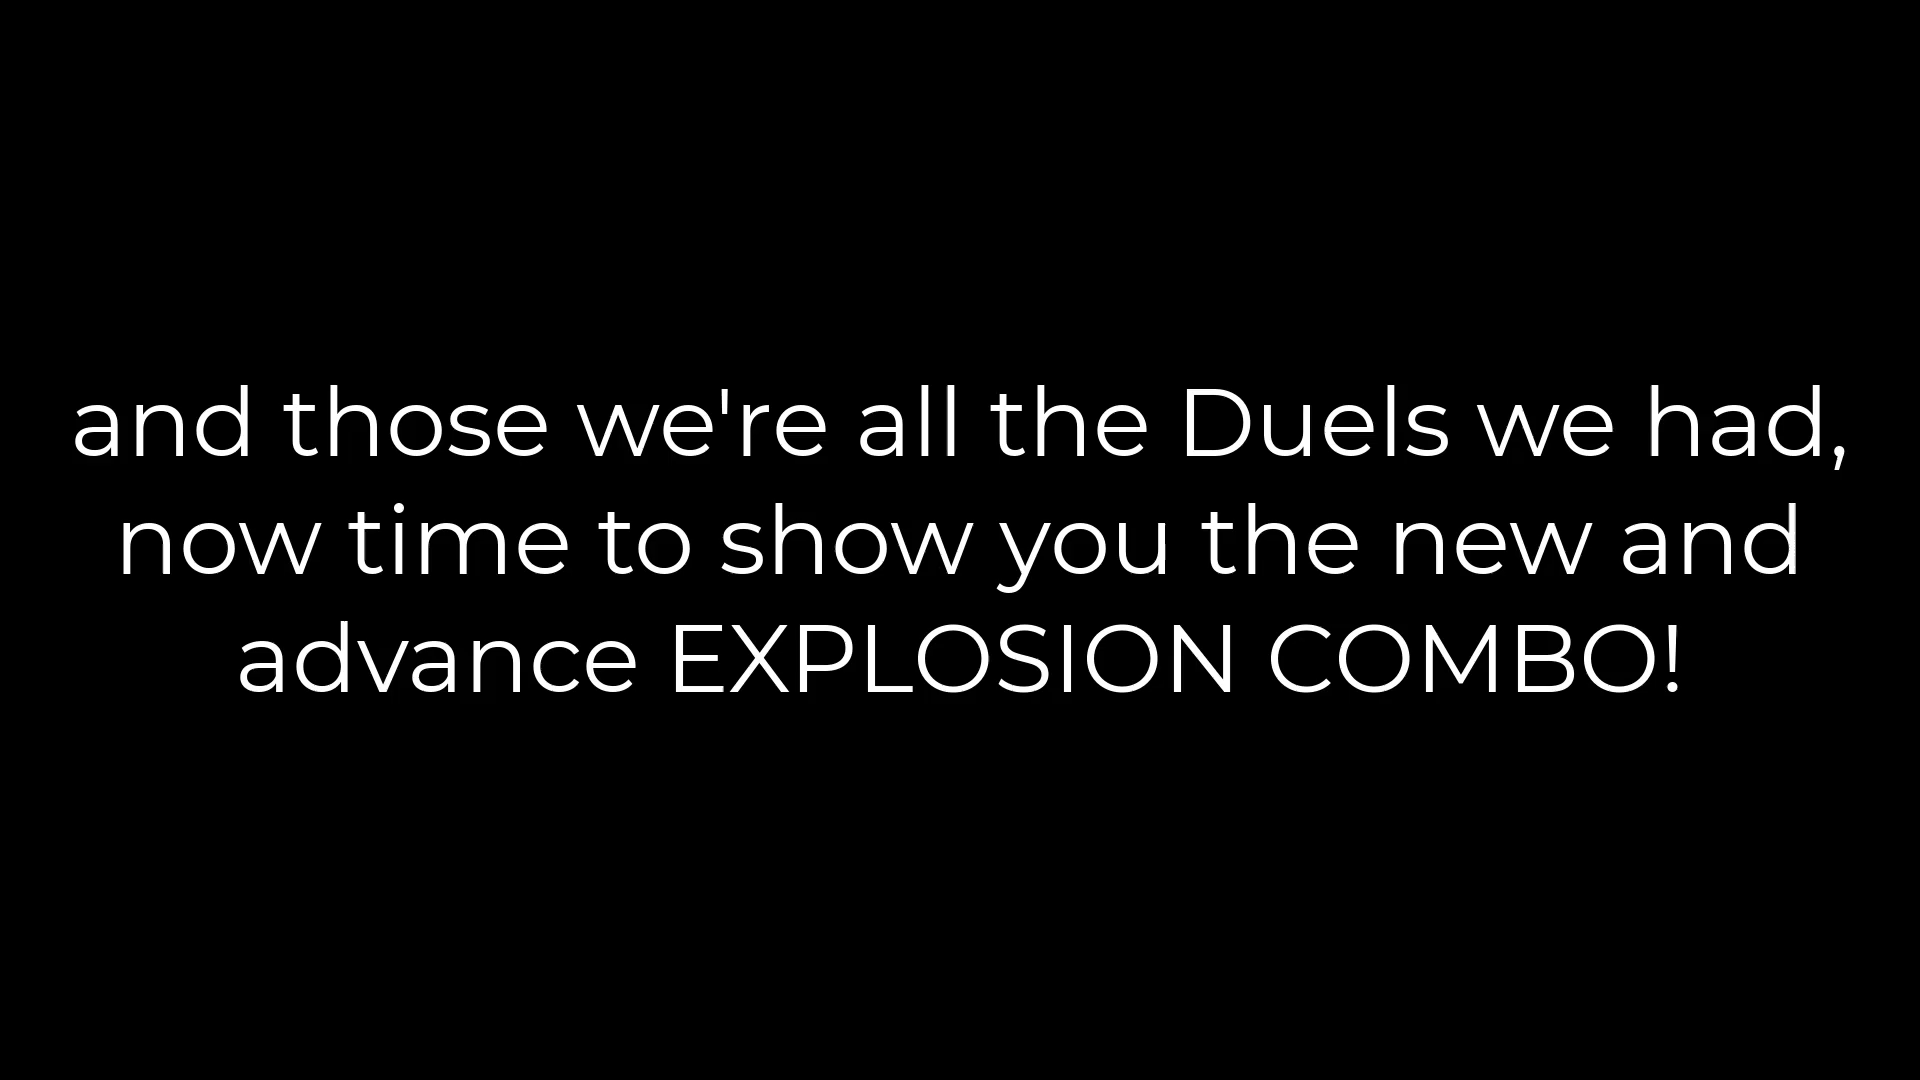 and those we're all the Duels we had,
now time to show you the new and
advance EXPLOSION COMBO!